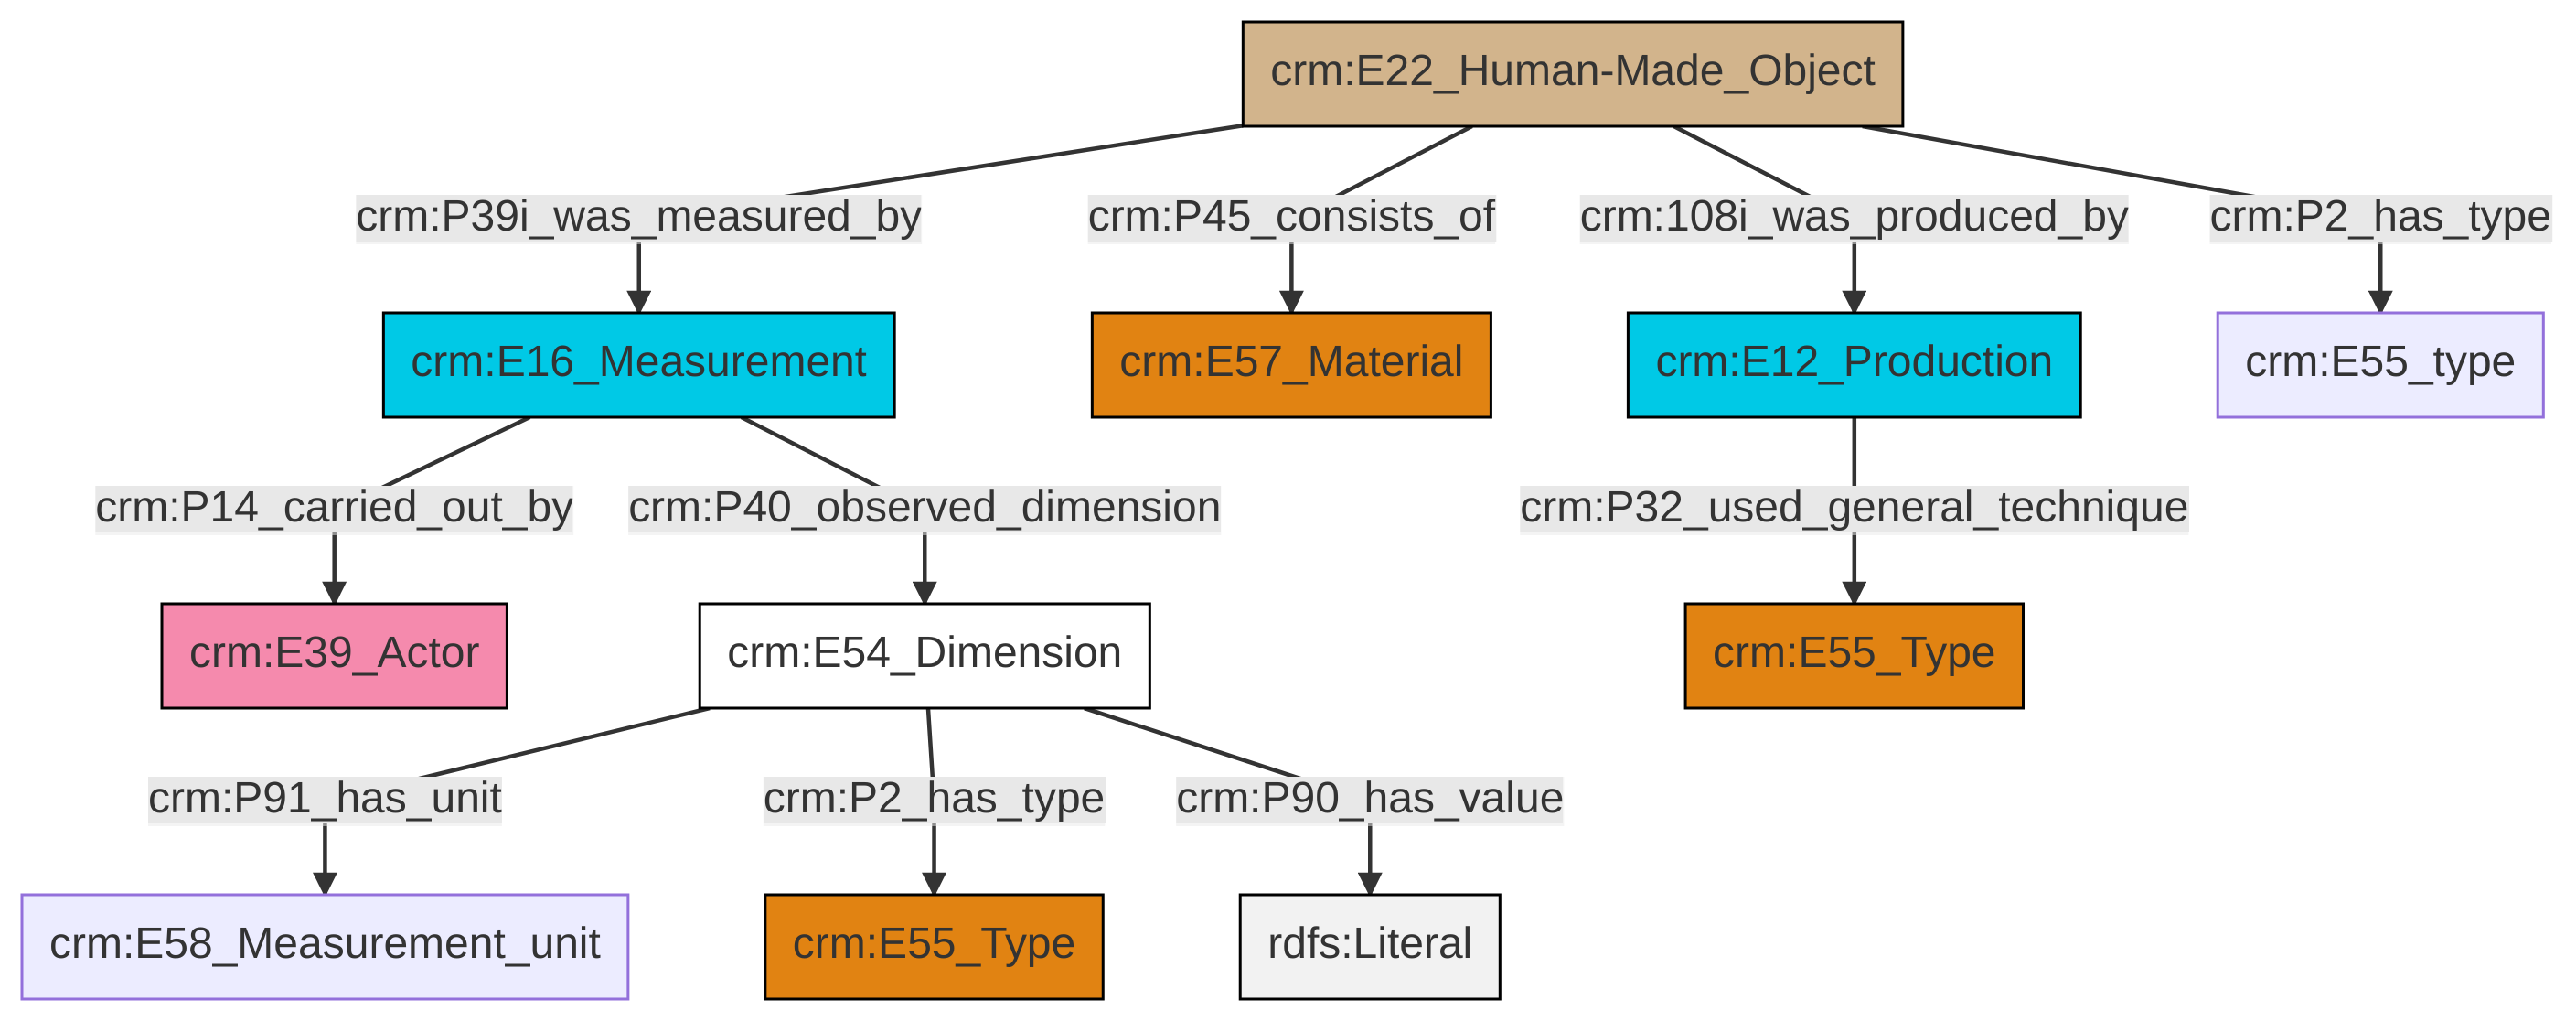 crm:E22_Human-Made_Object
crm:P39i_was_measured_by
crm:P45_consists_of
crm:108i_was_produced_by
crm:P2_has_type
crm:E16_Measurement
crm:E57_Material
crm:E12_Production
crm:E55_type
crm:P14_carried_out_by
crm:P40_observed_dimension
crm:P32_used_general_technique
crm:E39_Actor
crm:E54_Dimension
crm:E55_Type
crm:P91_has_unit
crm:P2_has_type
crm:P90_has_value
crm:E58_Measurement_unit
crm:E55_Type
rdfs:Literal